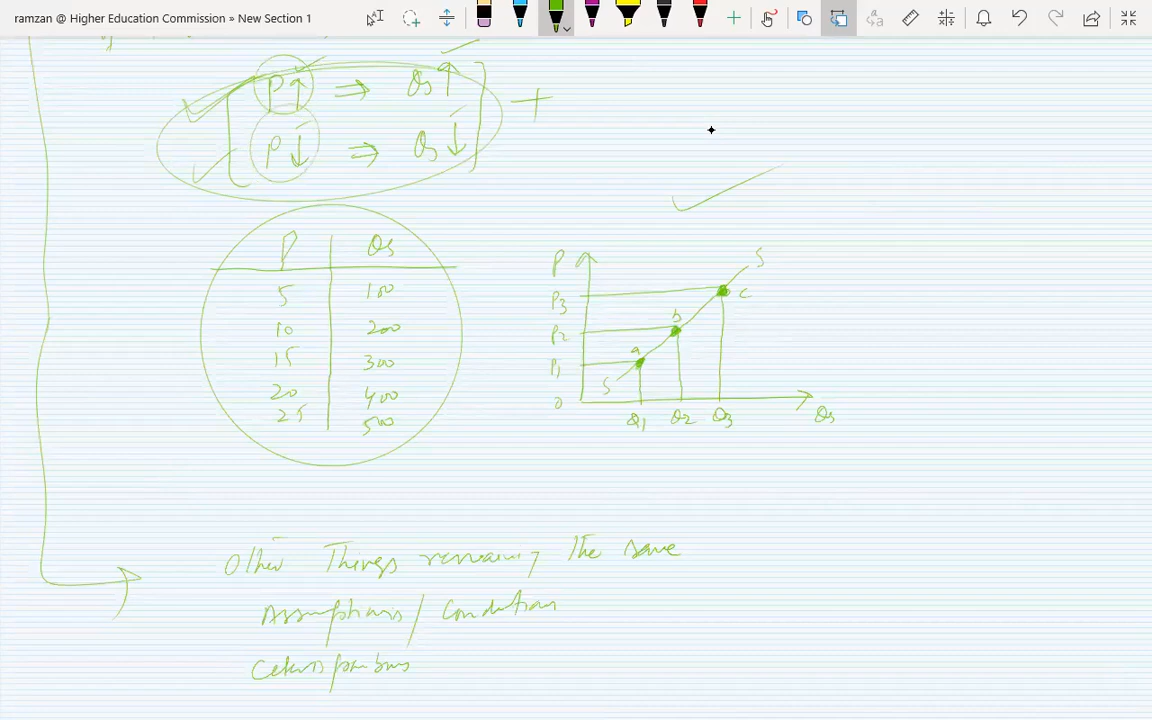 ramzan @ Higher Education Commission » New Section 1
P↑ ⇒ Qs↑
+
P↓ ⇒ Qs↓
P Qs
5 100
10 200
15 300
20 400
25 500
P
S
P3
c
P2
b
P1
a
S
0
Q1 Q2 Q3 Qs
Other Things remaining The same
Assumptions / Conditions
Ceteris paribus